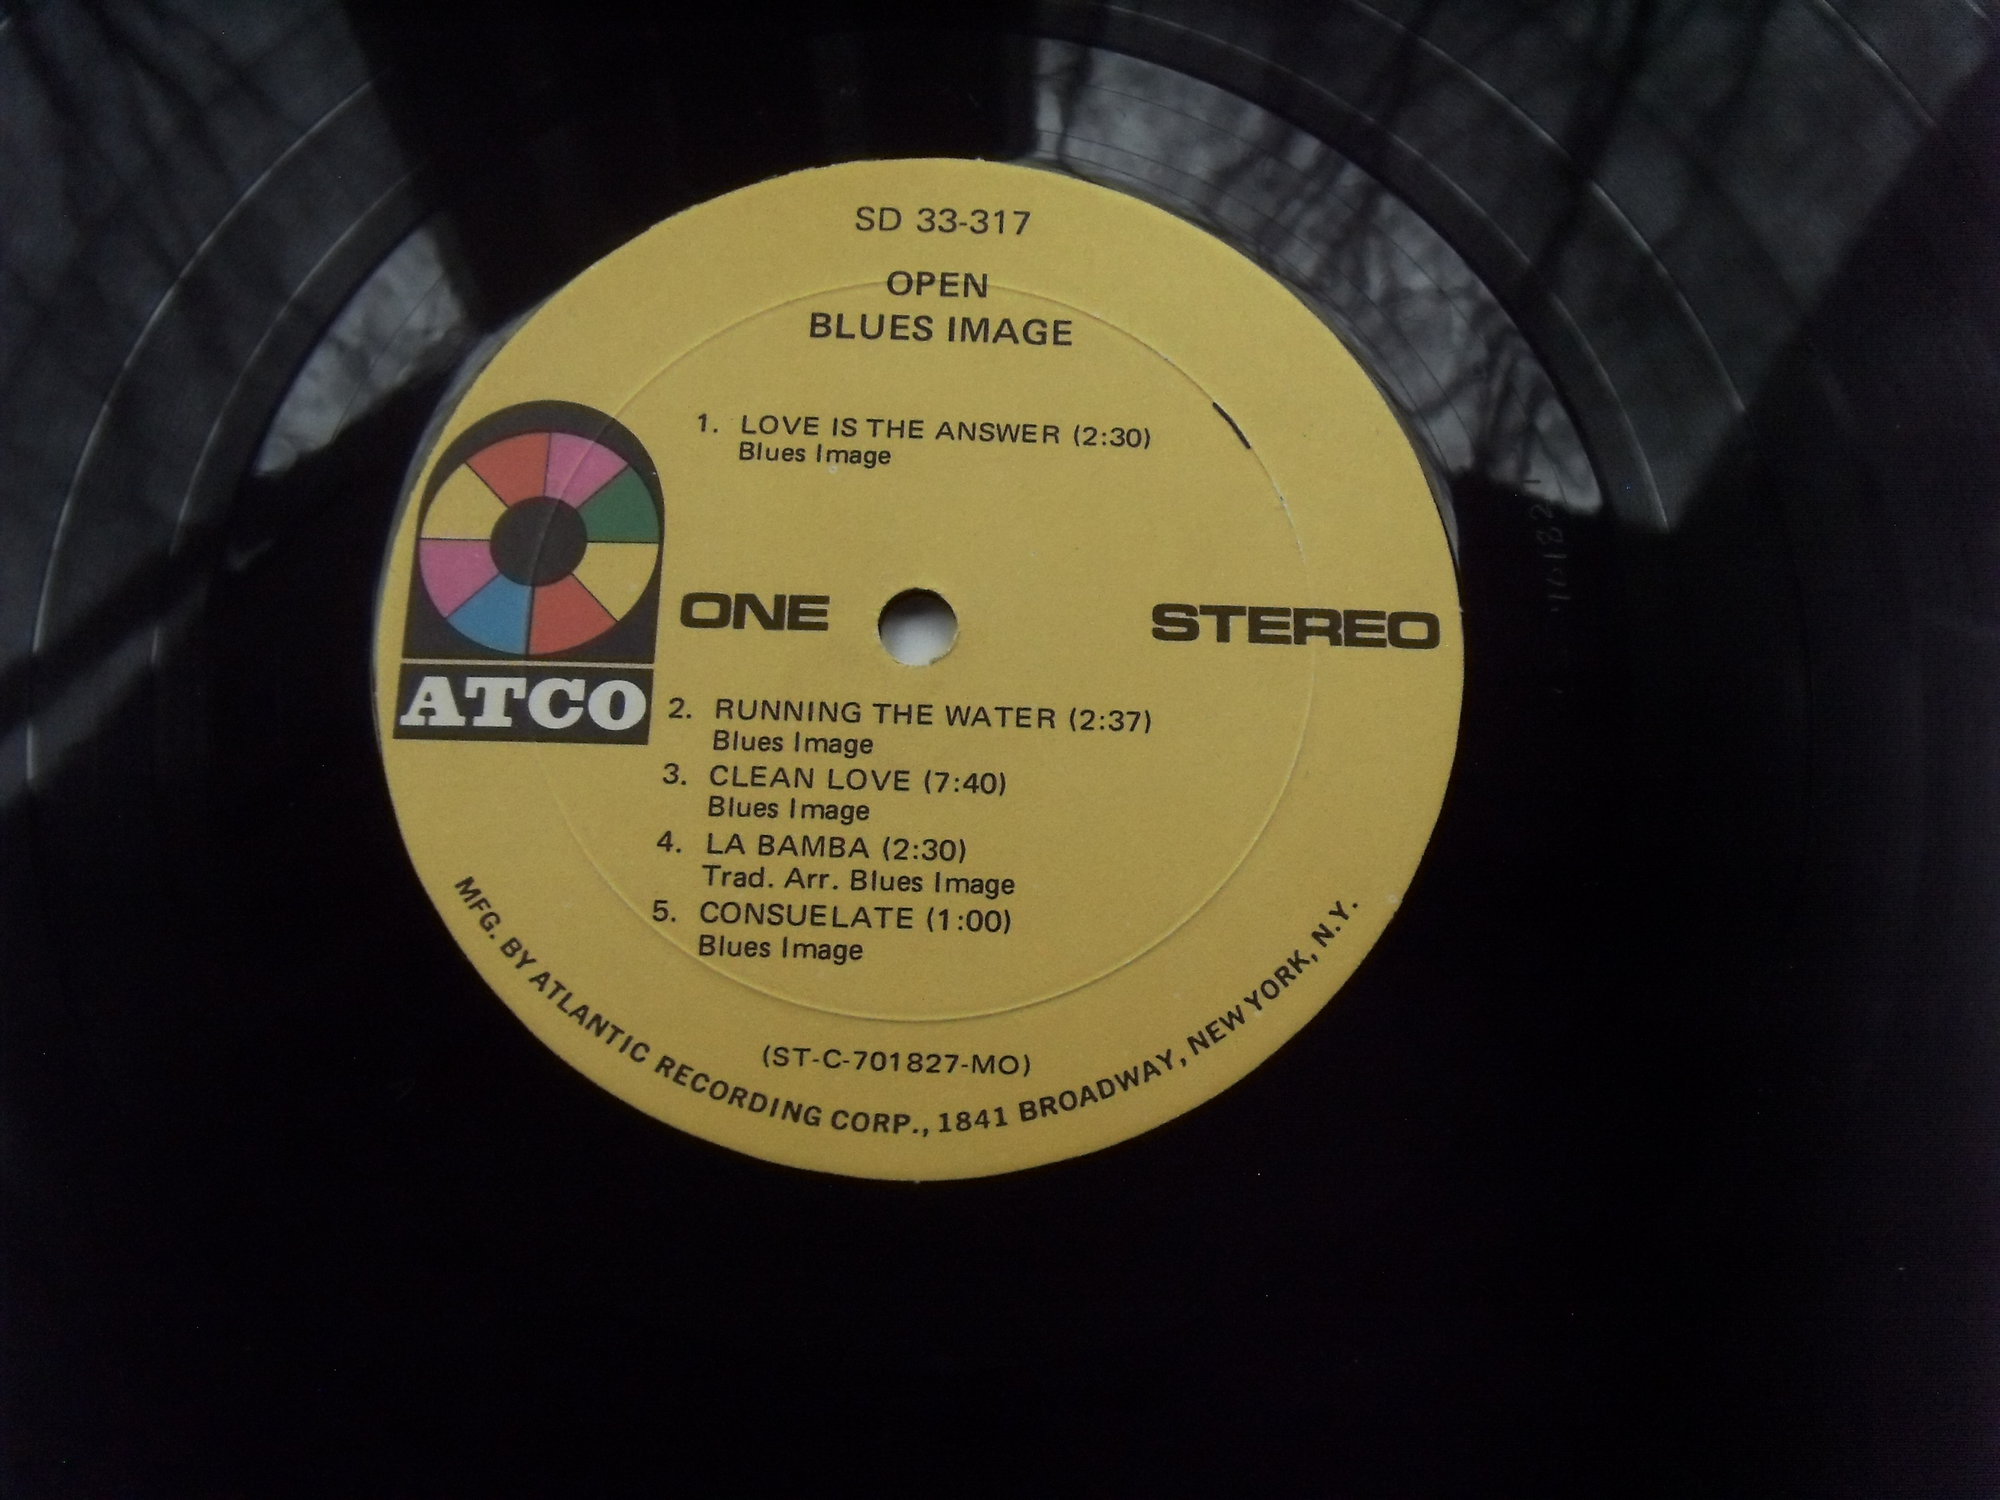 SD 33-317
OPEN
BLUES IMAGE
1. LOVE IS THE ANSWER (2:30)
Blues Image
ONE
STEREO
ATCO
2. RUNNING THE WATER (2:37)
Blues Image
3. CLEAN LOVE (7:40)
Blues Image
4. LA BAMBA (2:30)
Trad. Arr. Blues Image
5. CONSUELATE (1:00)
Blues Image
(ST-C-701827-MO)
MFG. BY ATLANTIC RECORDING CORP., 1841 BROADWAY, NEW YORK, N.Y.